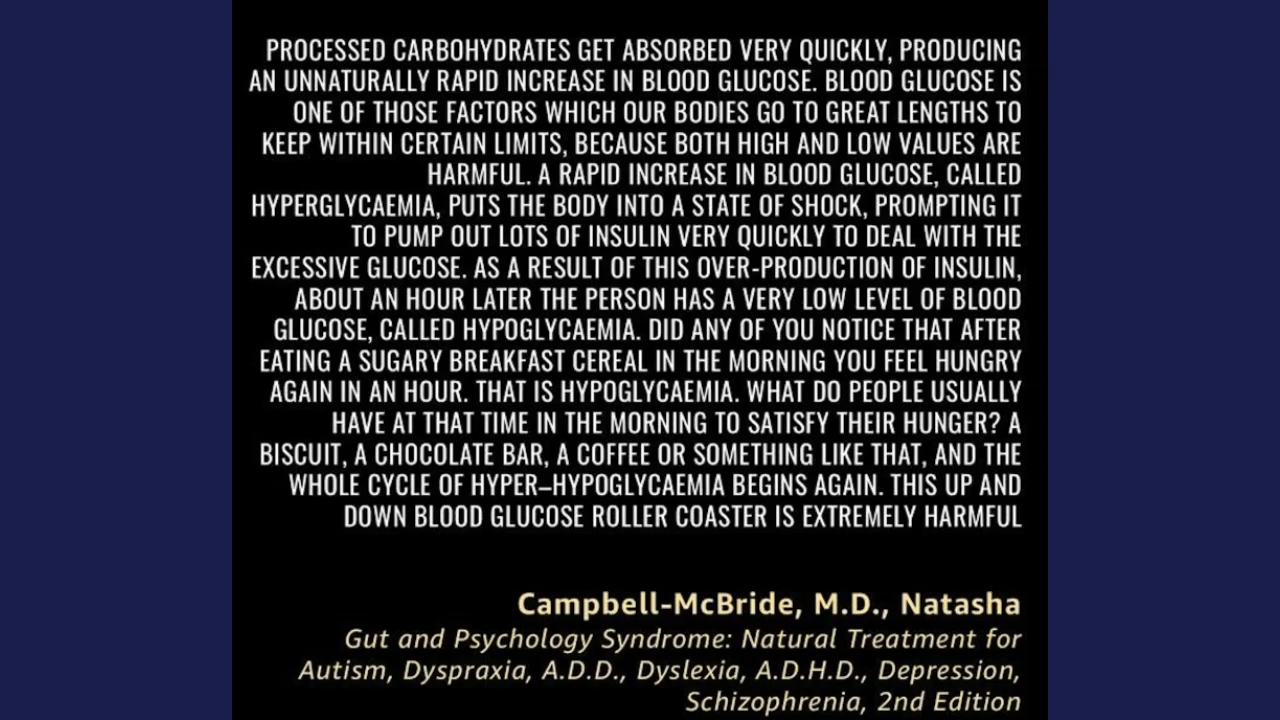 PROCESSED CARBOHYDRATES GET ABSORBED VERY QUICKLY, PRODUCING
AN UNNATURALLY RAPID INCREASE IN BLOOD GLUCOSE. BLOOD GLUCOSE IS
ONE OF THOSE FACTORS WHICH OUR BODIES GO TO GREAT LENGTHS TO
KEEP WITHIN CERTAIN LIMITS, BECAUSE BOTH HIGH AND LOW VALUES ARE
HARMFUL. A RAPID INCREASE IN BLOOD GLUCOSE, CALLED
HYPERGLYCAEMIA, PUTS THE BODY INTO A STATE OF SHOCK, PROMPTING IT
TO PUMP OUT LOTS OF INSULIN VERY QUICKLY TO DEAL WITH THE
EXCESSIVE GLUCOSE. AS A RESULT OF THIS OVER-PRODUCTION OF INSULIN,
ABOUT AN HOUR LATER THE PERSON HAS A VERY LOW LEVEL OF BLOOD
GLUCOSE, CALLED HYPOGLYCAEMIA. DID ANY OF YOU NOTICE THAT AFTER
EATING A SUGARY BREAKFAST CEREAL IN THE MORNING YOU FEEL HUNGRY
AGAIN IN AN HOUR. THAT IS HYPOGLYCAEMIA. WHAT DO PEOPLE USUALLY
HAVE AT THAT TIME IN THE MORNING TO SATISFY THEIR HUNGER? A
BISCUIT, A CHOCOLATE BAR, A COFFEE OR SOMETHING LIKE THAT, AND THE
WHOLE CYCLE OF HYPER–HYPOGLYCAEMIA BEGINS AGAIN. THIS UP AND
DOWN BLOOD GLUCOSE ROLLER COASTER IS EXTREMELY HARMFUL
Campbell-McBride, M.D., Natasha
Gut and Psychology Syndrome: Natural Treatment for
Autism, Dyspraxia, A.D.D., Dyslexia, A.D.H.D., Depression,
Schizophrenia, 2nd Edition